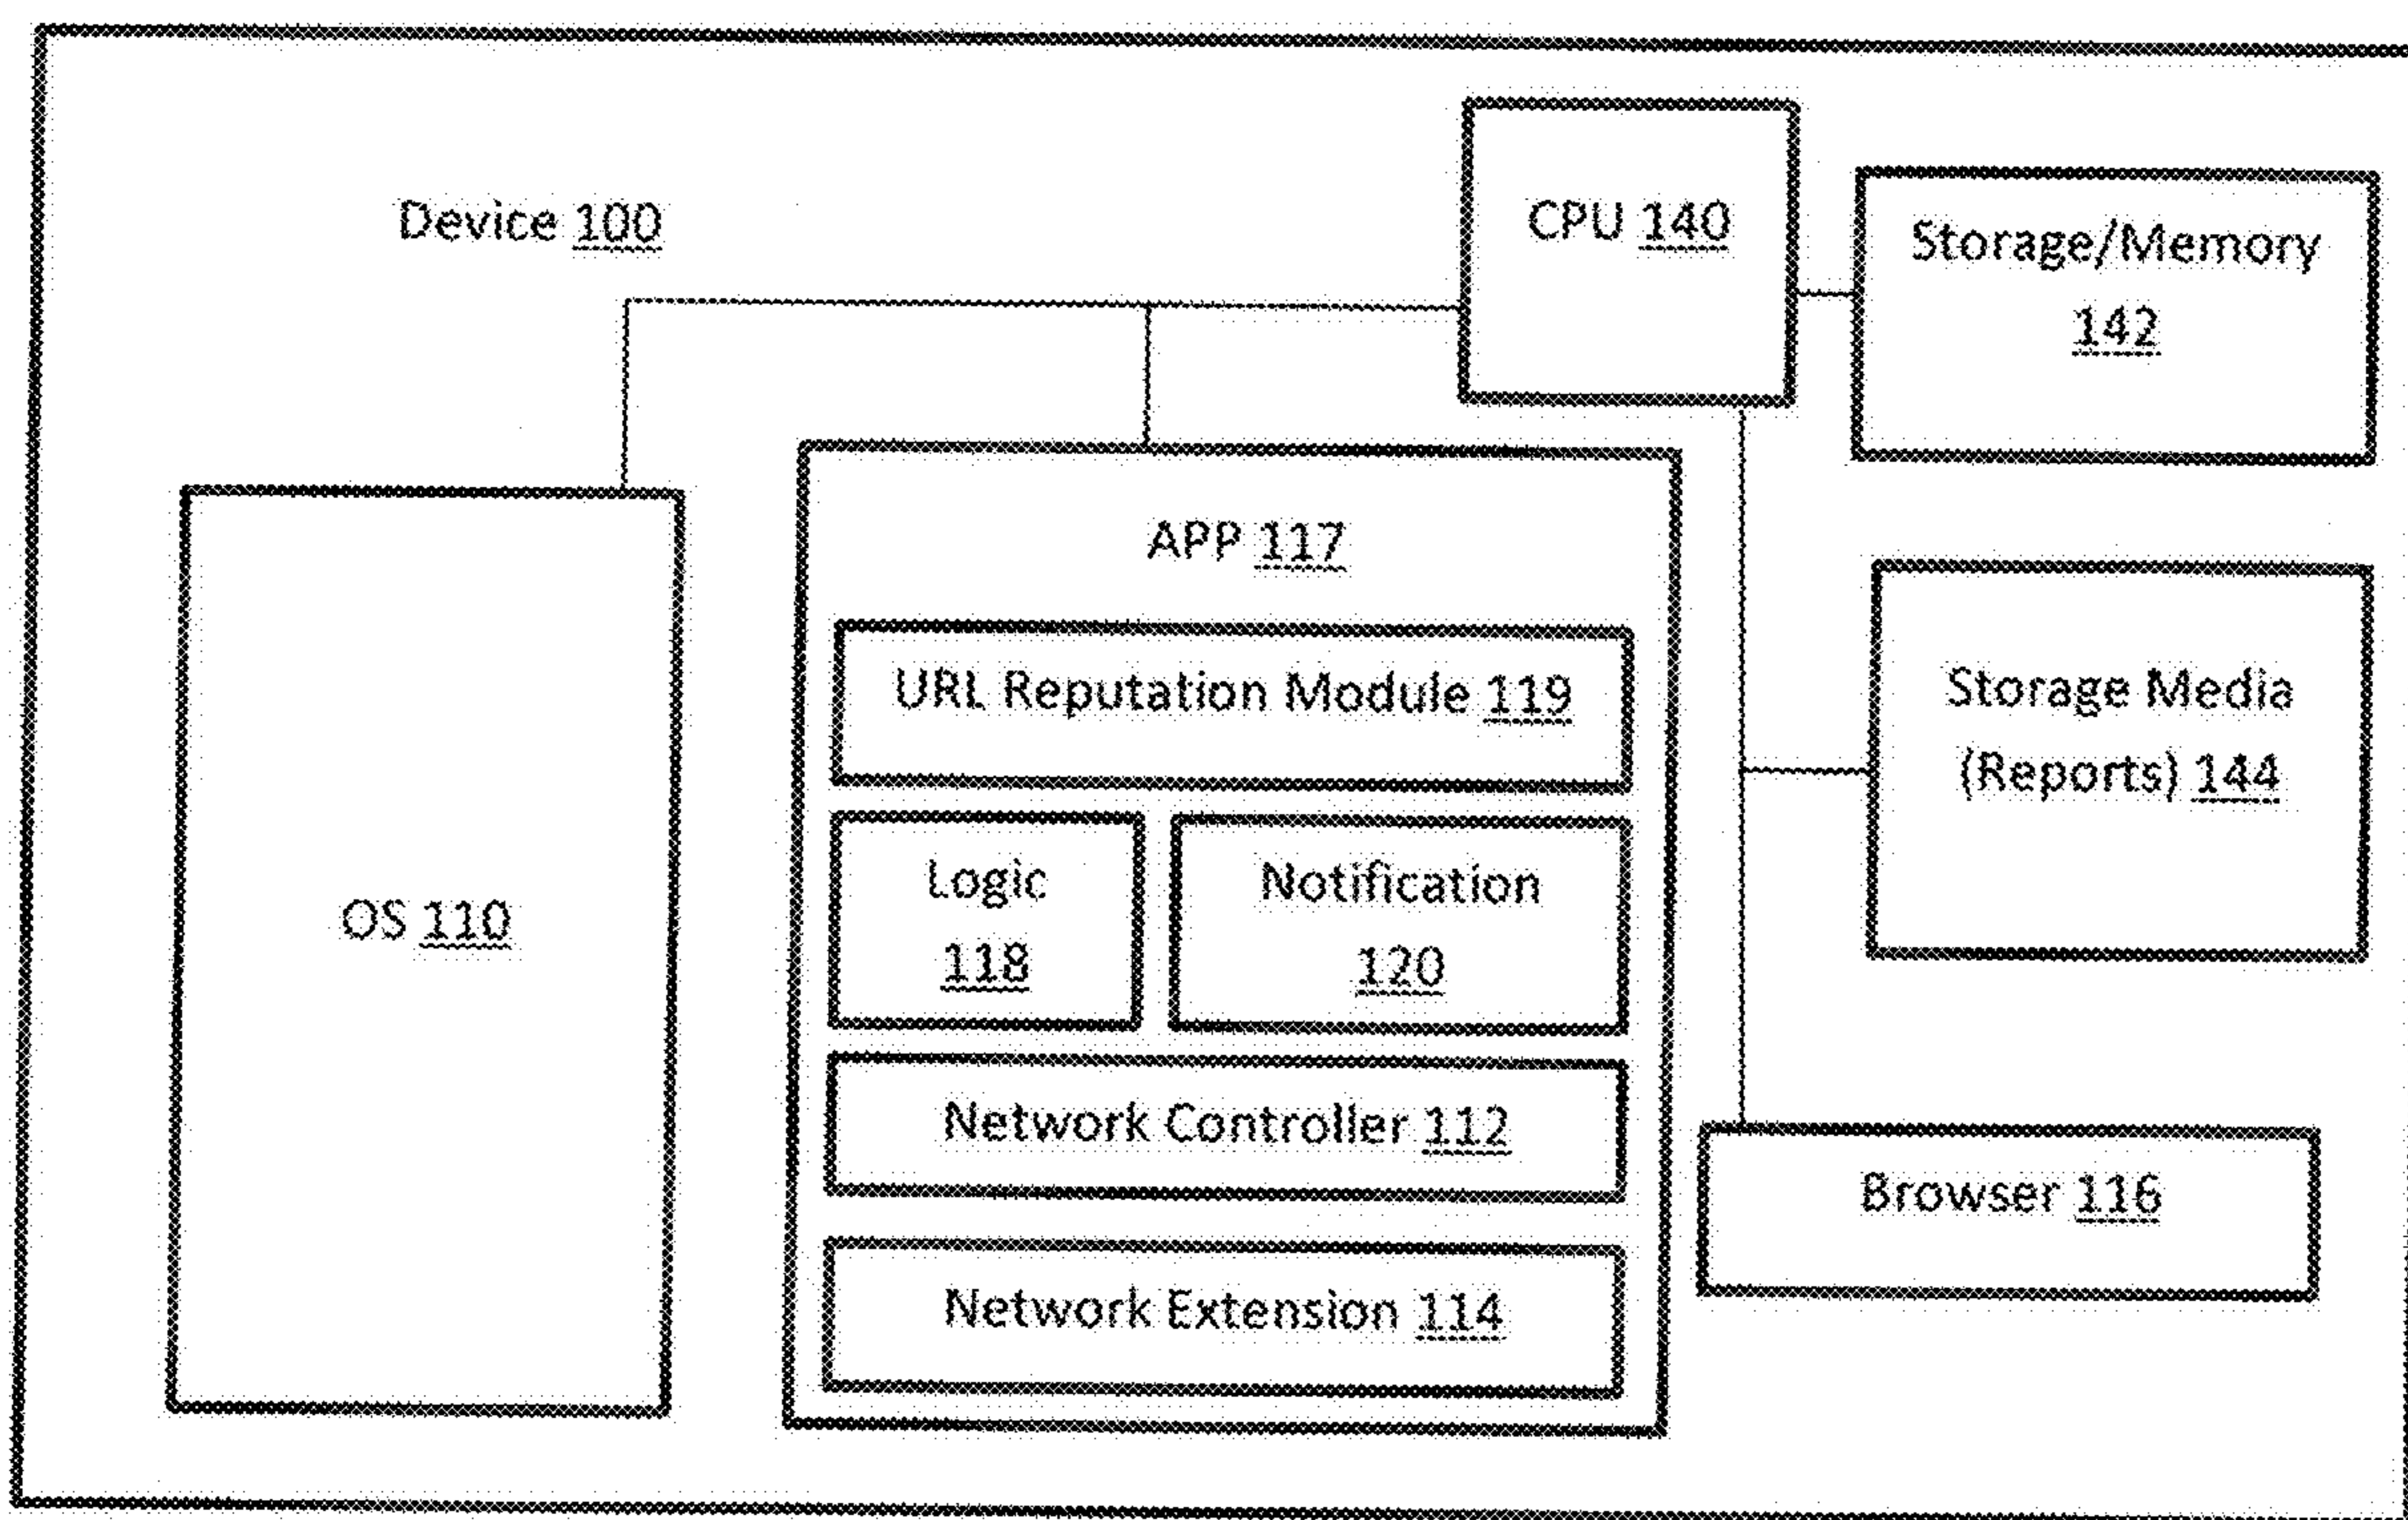 Device 100
CPU 140
Storage/Memory
142
APP 117
URL Reputation Module 119
Storage Media
(Reports) 144
Logic
118
Notification
120
OS 110
Network Controller 112
Browser 116
Network Extension 114